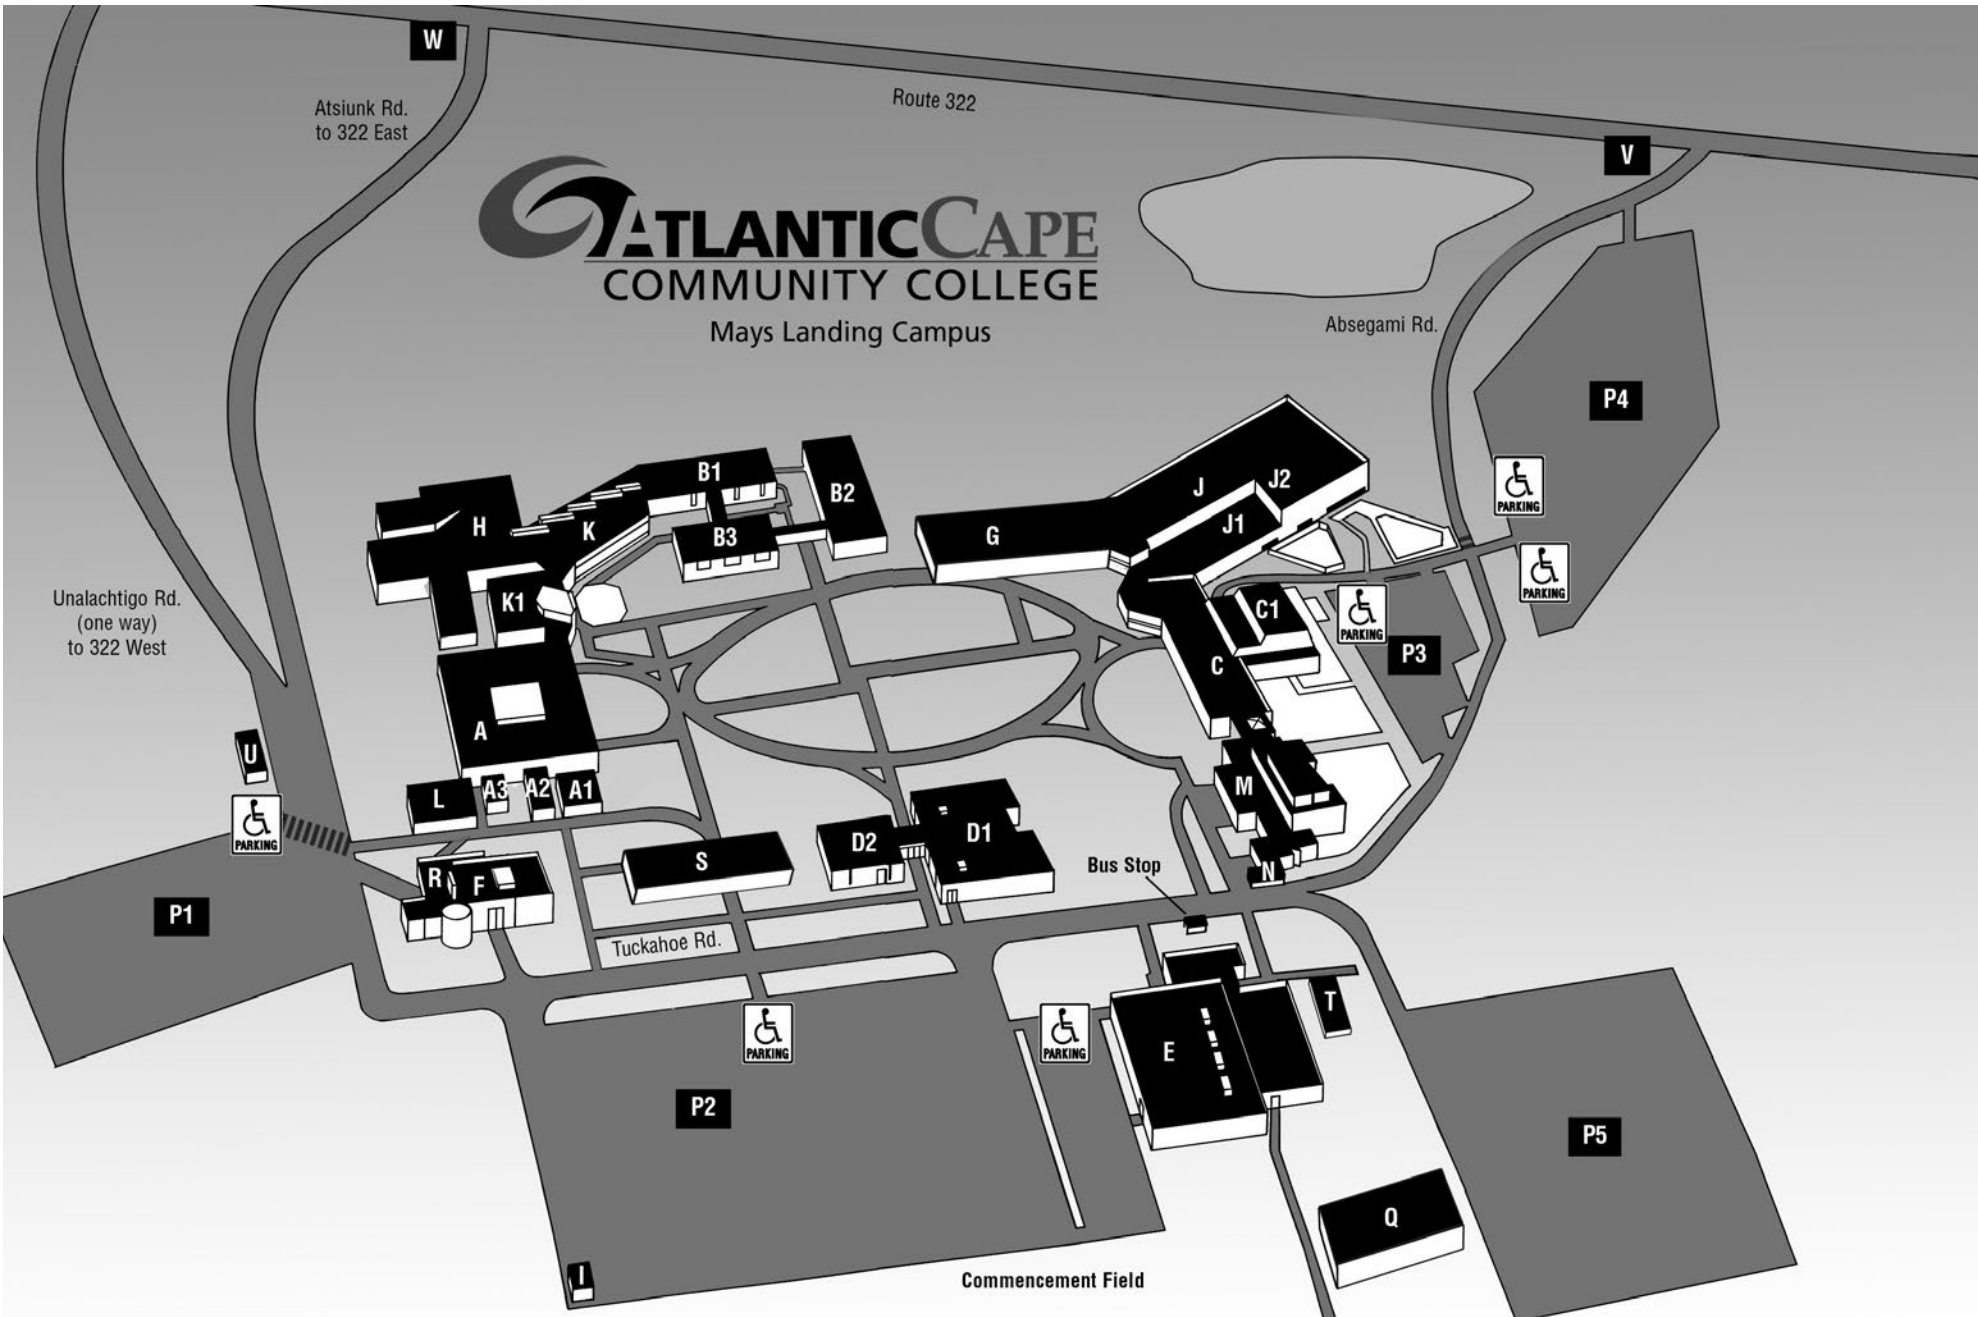 W
Atsiunk Rd.
to 322 East
Route 322
V
ATLANTICCAPE
COMMUNITY COLLEGE
Mays Landing Campus
Absegami Rd.
P4
PARKING
PARKING
PARKING
P3
B1
B2
B3
H
K
K1
G
J
J2
J1
C1
C
Unalachtigo Rd.
(one way)
to 322 West
A
U
L
A3
A2
A1
PARKING
R
F
S
D2
D1
M
N
Bus Stop
P1
Tuckahoe Rd.
PARKING
PARKING
E
T
P2
P5
Q
I
Commencement Field